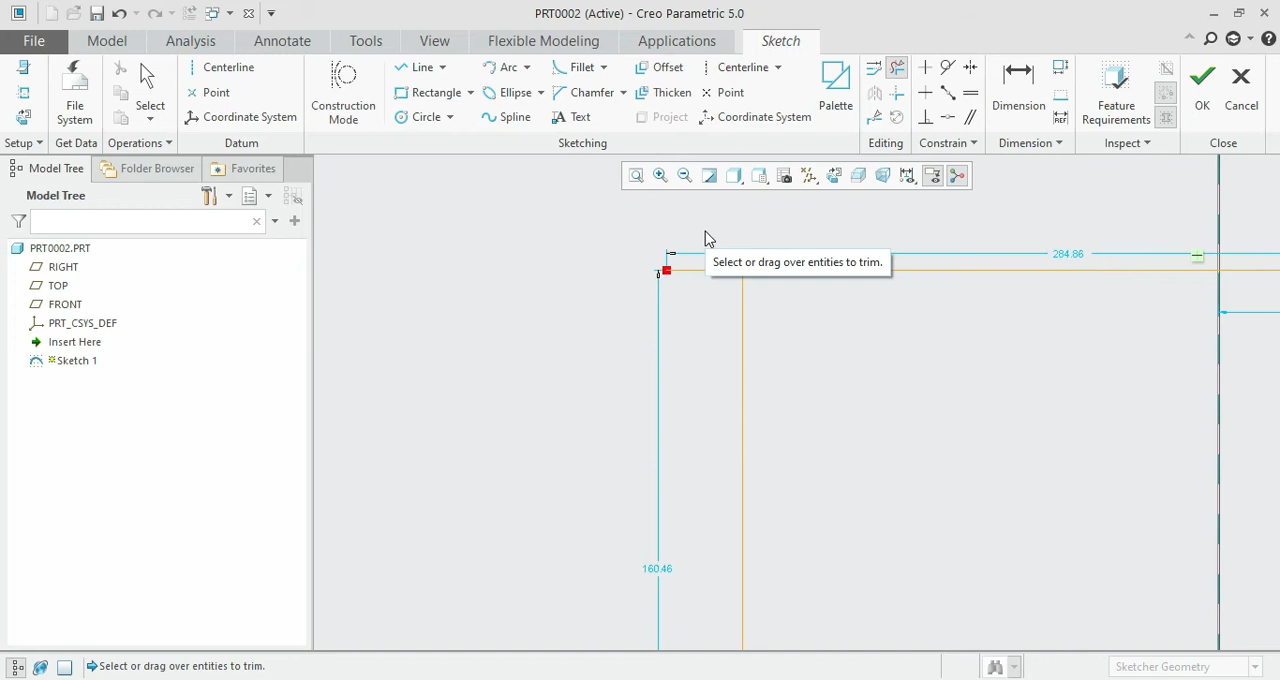 PRT0002 (Active) - Creo Parametric 5.0
File Model Analysis Annotate Tools View Flexible Modeling Applications Sketch
Centerline Line Arc Fillet Offset Centerline
Point Rectangle Ellipse Chamfer Thicken Point
Coordinate System Circle Spline Text Project Coordinate System
File System Select Construction Mode Palette Dimension Feature Requirements OK Cancel
REF
Setup Get Data Operations Datum Sketching Editing Constrain Dimension Inspect Close
Model Tree Folder Browser Favorites
Model Tree
PRT0002.PRT
RIGHT
TOP
FRONT
PRT_CSYS_DEF
Insert Here
Sketch 1
284.86
Select or drag over entities to trim.
160.46
Select or drag over entities to trim.
Sketcher Geometry